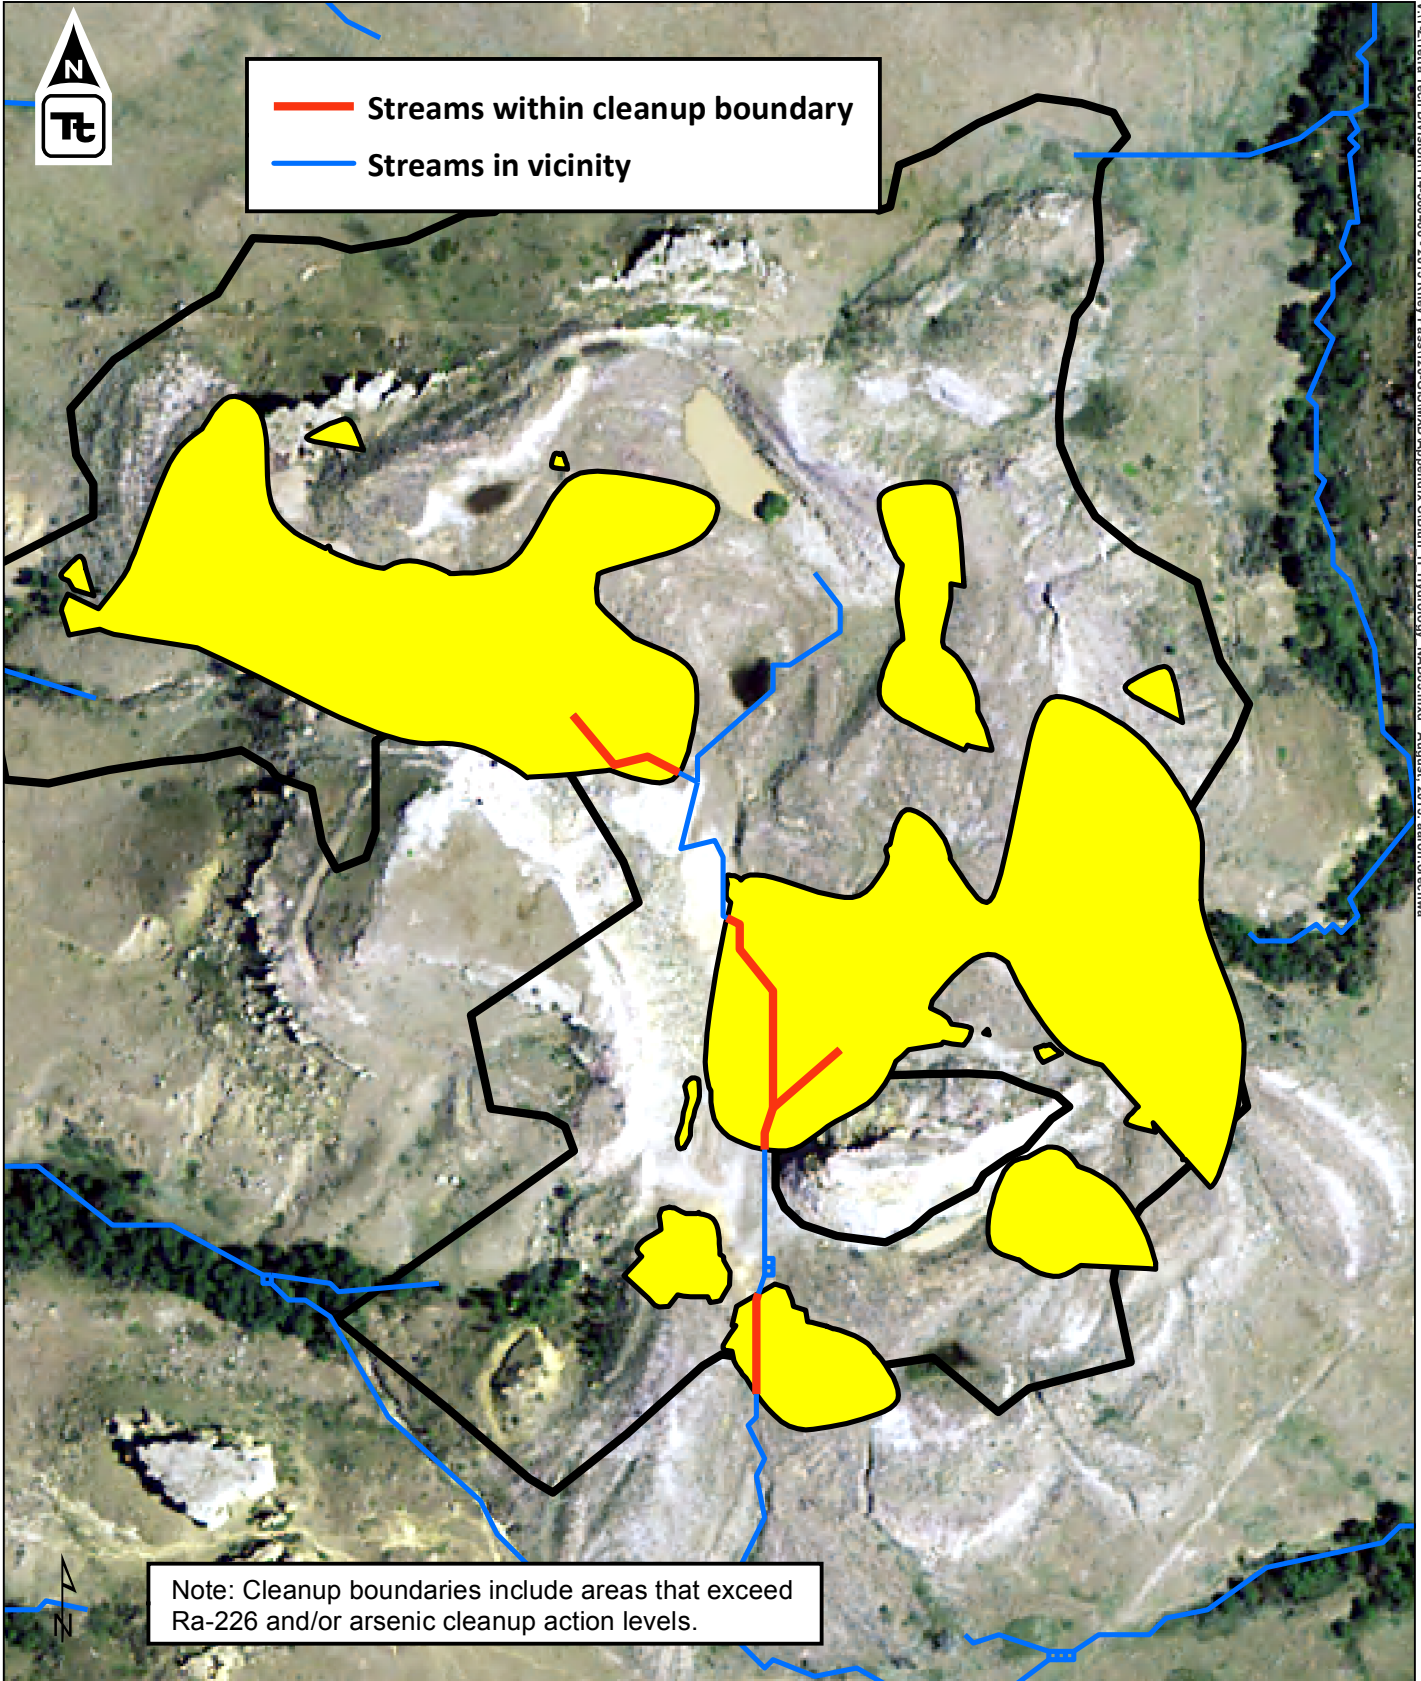 N
Tt
Streams within cleanup boundary
Streams in vicinity
N
Note: Cleanup boundaries include areas that exceed
Ra-226 and/or arsenic cleanup action levels.